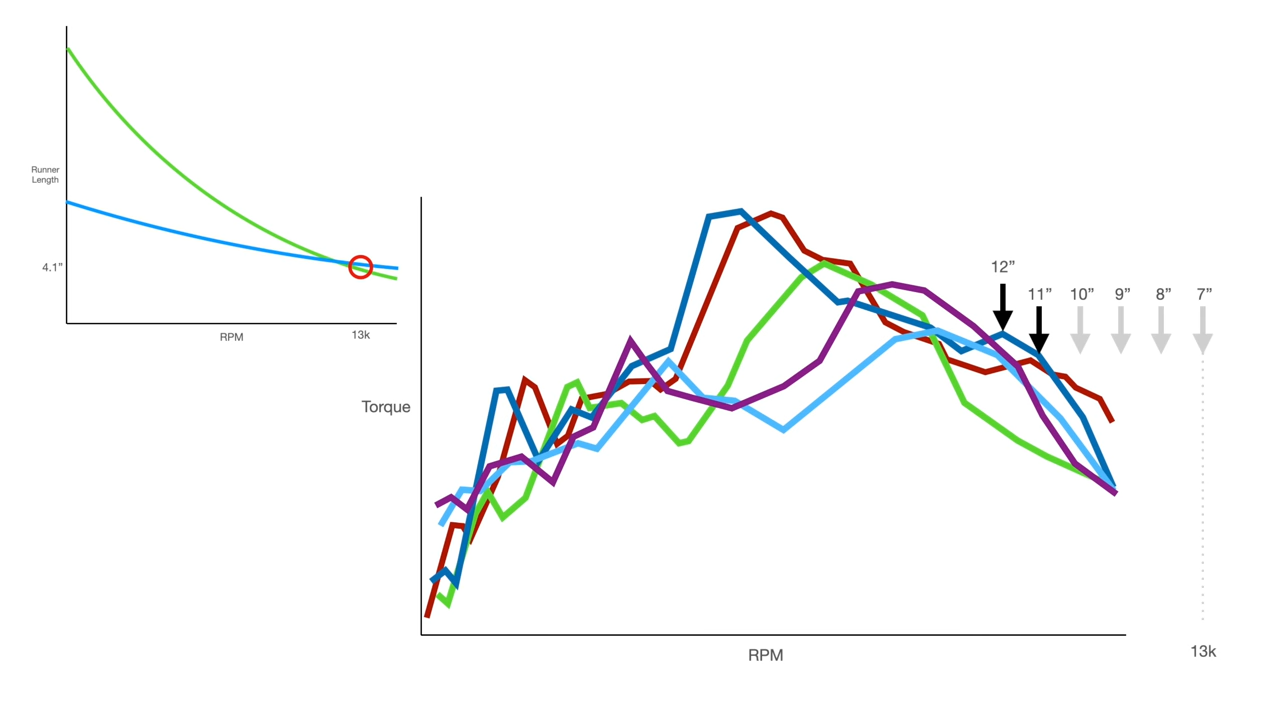 Runner
Length
4.1”
RPM
13k
12”
11”
10”
9”
8”
7”
Torque
RPM
13k